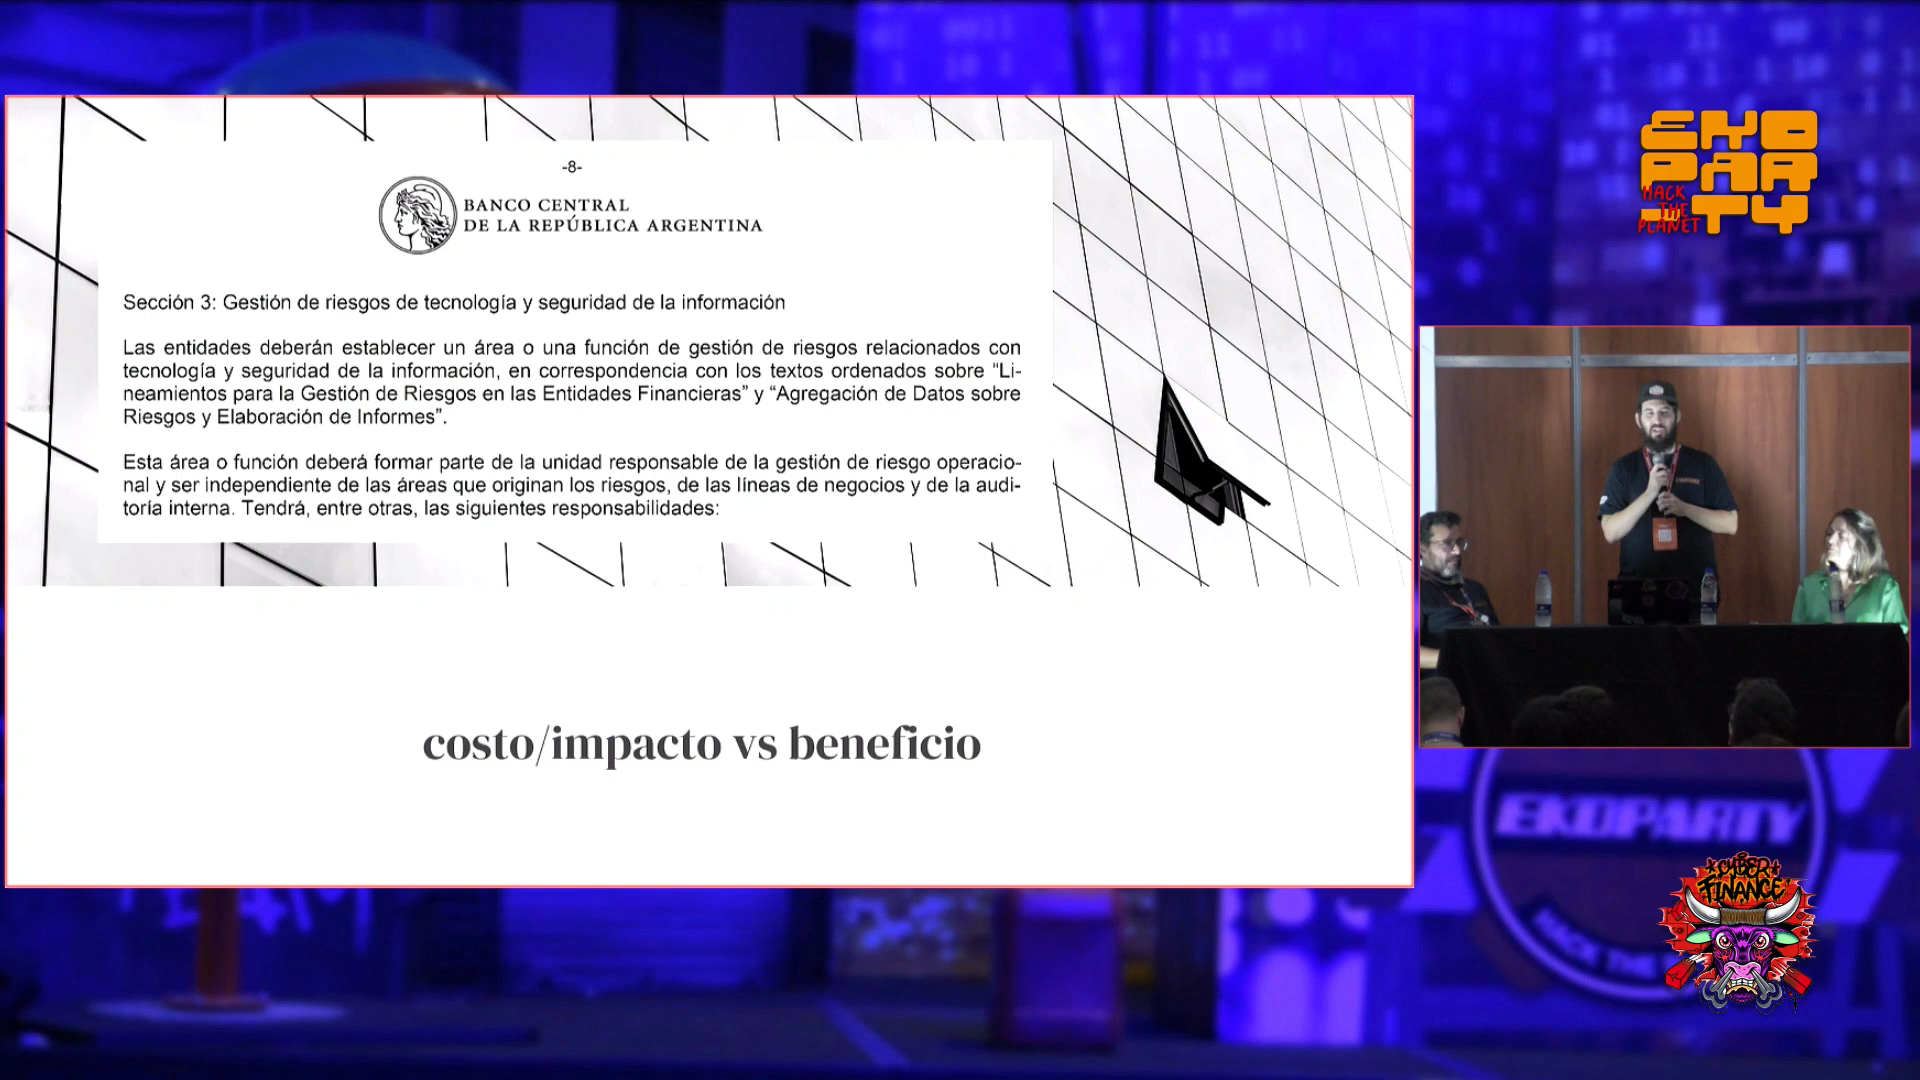 -8-
BANCO CENTRAL
DE LA REPÚBLICA ARGENTINA
Sección 3: Gestión de riesgos de tecnología y seguridad de la información
Las entidades deberán establecer un área o una función de gestión de riesgos relacionados con
tecnología y seguridad de la información, en correspondencia con los textos ordenados sobre “Li-
neamientos para la Gestión de Riesgos en las Entidades Financieras” y “Agregación de Datos sobre
Riesgos y Elaboración de Informes”.
Esta área o función deberá formar parte de la unidad responsable de la gestión de riesgo operacio-
nal y ser independiente de las áreas que originan los riesgos, de las líneas de negocios y de la audi-
toría interna. Tendrá, entre otras, las siguientes responsabilidades:
costo/impacto vs beneficio
EKO
PAR
TY
HACK
THE
PLANET
EKOPARTY
HACK THE
CYBER
FINANCE